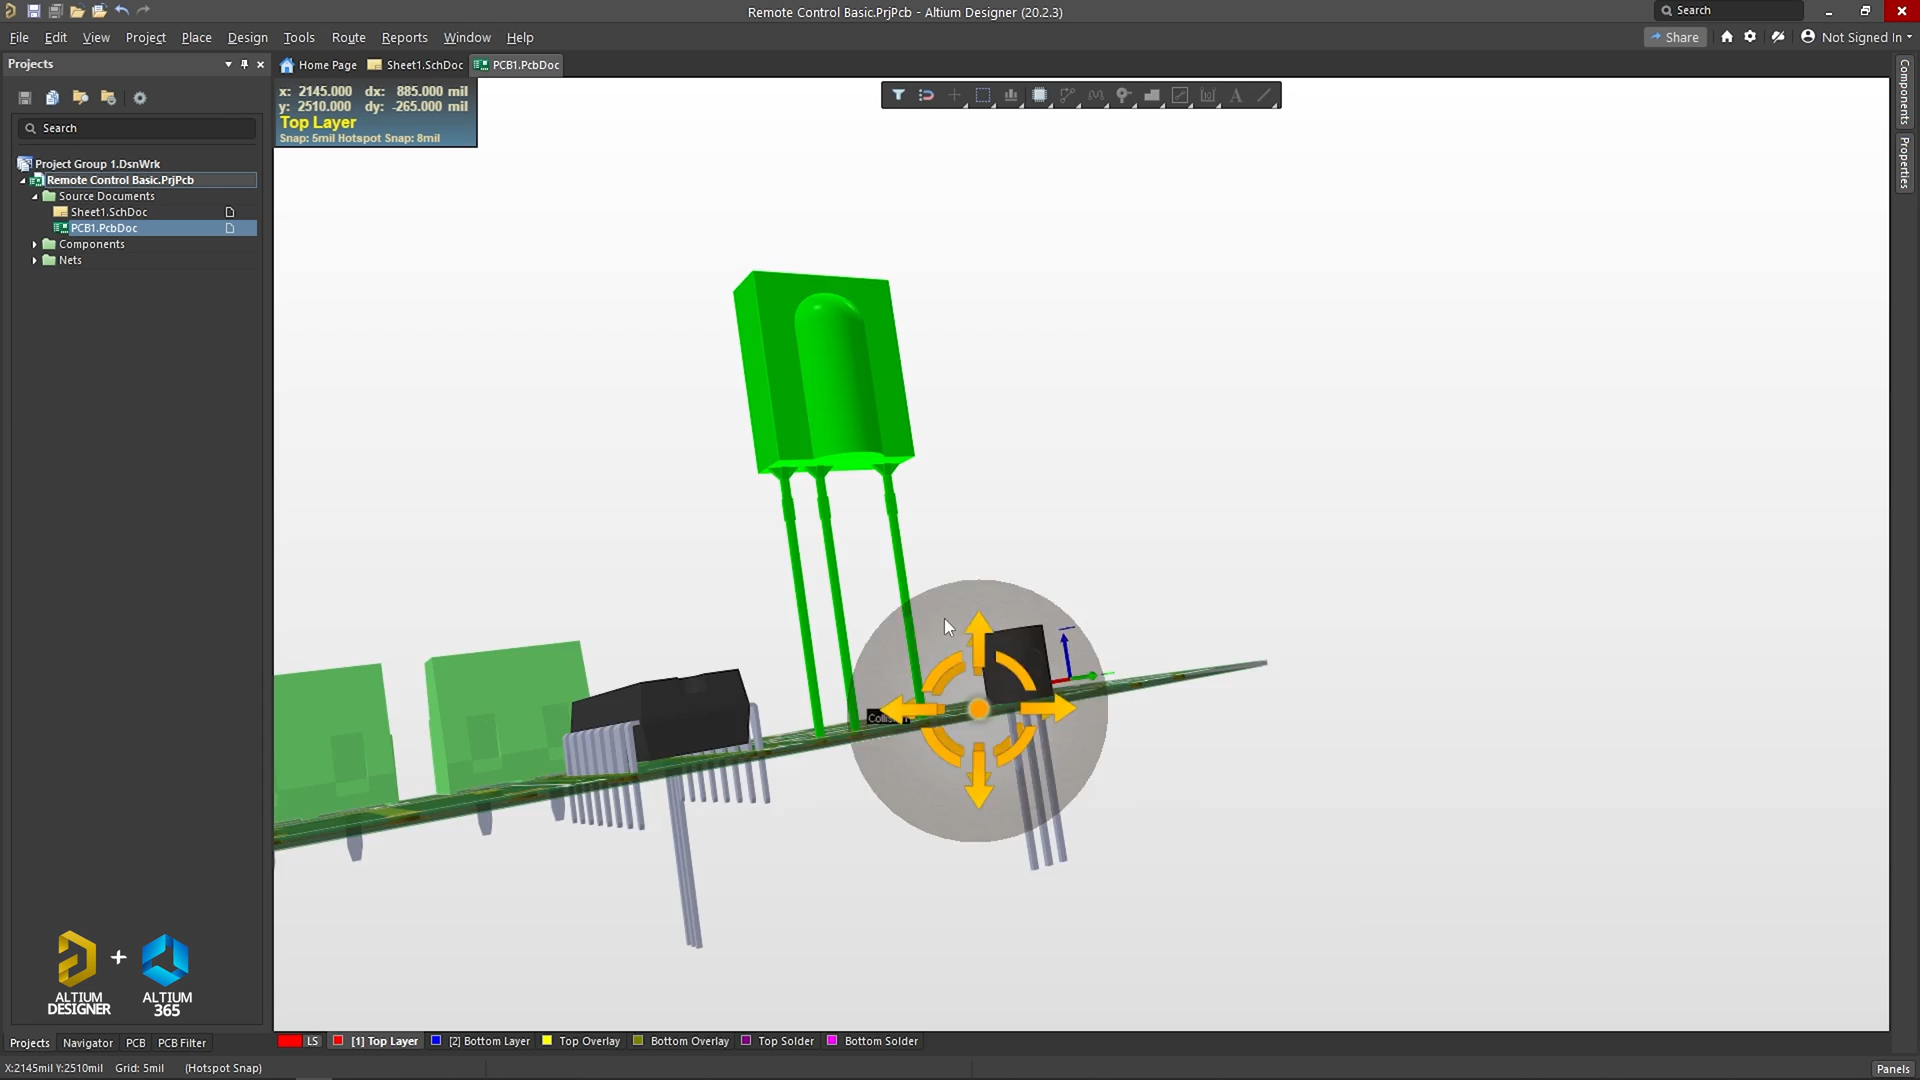 Remote Control Basic.PrjPcb - Altium Designer (20.2.3)
Search
File Edit View Project Place Design Tools Route Reports Window Help
Share
Not Signed In
Projects
Home Page Sheet1.SchDoc PCB1.PcbDoc
x: 2145.000 dx: 885.000 mil
y: 2510.000 dy: -265.000 mil
Top Layer
Snap: 5mil Hotspot Snap: 8mil
Components
Properties
Search
Project Group 1.DsnWrk
Remote Control Basic.PrjPcb
Source Documents
Sheet1.SchDoc
PCB1.PcbDoc
Components
Nets
ALTIUM DESIGNER
+
ALTIUM 365
Projects Navigator PCB PCB Filter
LS [1] Top Layer [2] Bottom Layer Top Overlay Bottom Overlay Top Solder Bottom Solder
X:2145mil Y:2510mil Grid: 5mil (Hotspot Snap)
Panels